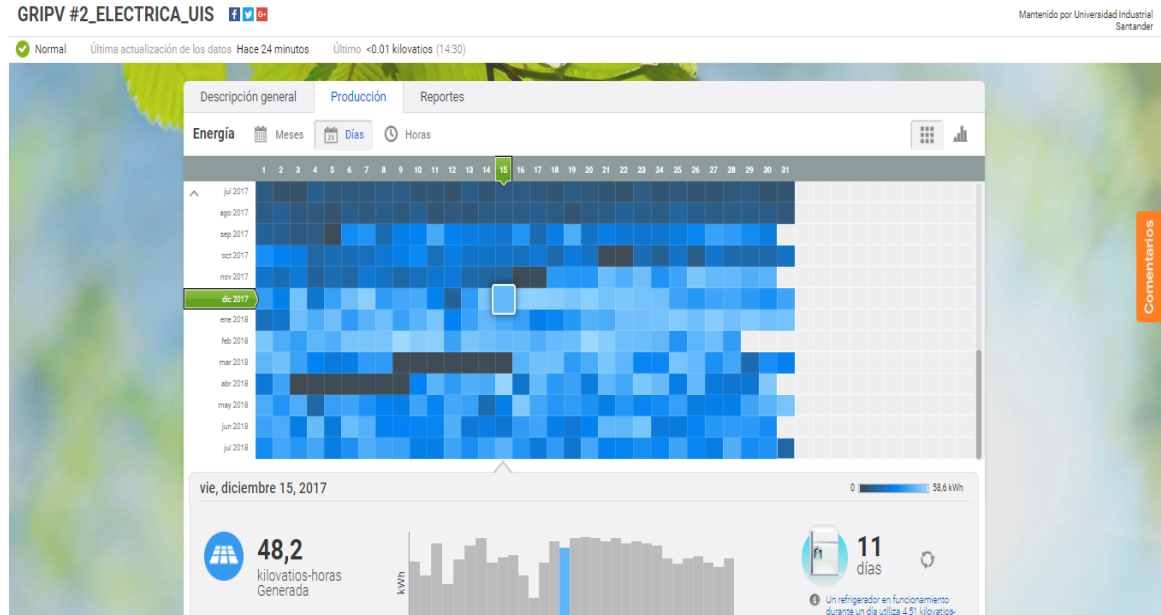 GRIPV #2_ELECTRICA_UIS
Mantenido por Universidad Industrial
Santander
Normal Última actualización de los datos Hace 24 minutos Último <0.01 kilovatios (14:30)
Descripción general Producción Reportes
Energía Meses Días Horas
1 2 3 4 5 6 7 8 9 10 11 12 13 14 15 16 17 18 19 20 21 22 23 24 25 26 27 28 29 30 31
jul 2017
ago 2017
sep 2017
oct 2017
nov 2017
dic 2017
ene 2018
feb 2018
mar 2018
abr 2018
may 2018
jun 2018
jul 2018
Comentarios
vie, diciembre 15, 2017
0 58,6 kWh
48,2
kilovatios-horas
Generada
kWh
11
días
Un refrigerador en funcionamiento
durante un día utiliza 4.51 kilovatios-